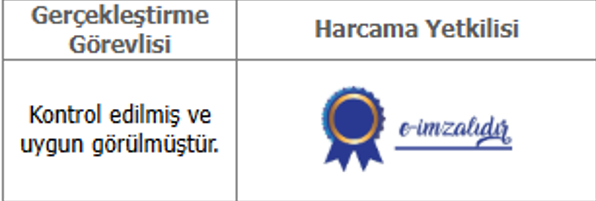 Gerçekleştirme
Görevlisi
Harcama Yetkilisi
Kontrol edilmiş ve
uygun görülmüştür.
e-imzalıdır